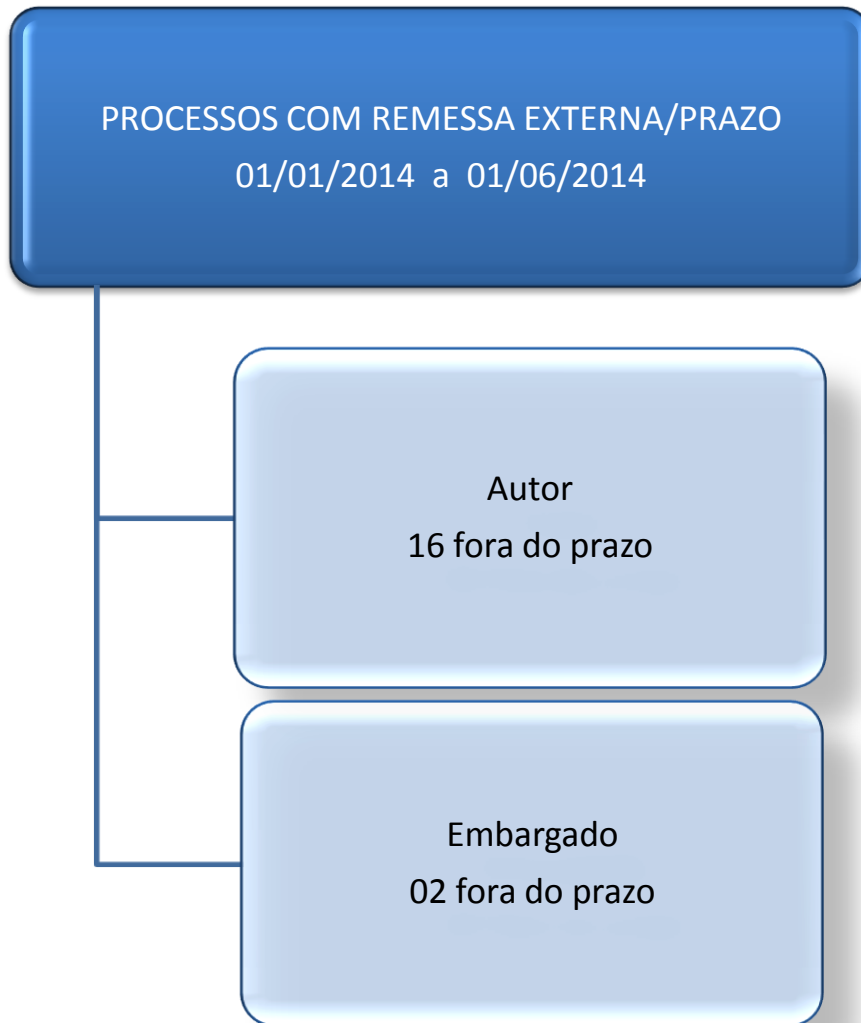 PROCESSOS COM REMESSA EXTERNA/PRAZO
01/01/2014 a 01/06/2014
Autor
16 fora do prazo
Embargado
02 fora do prazo